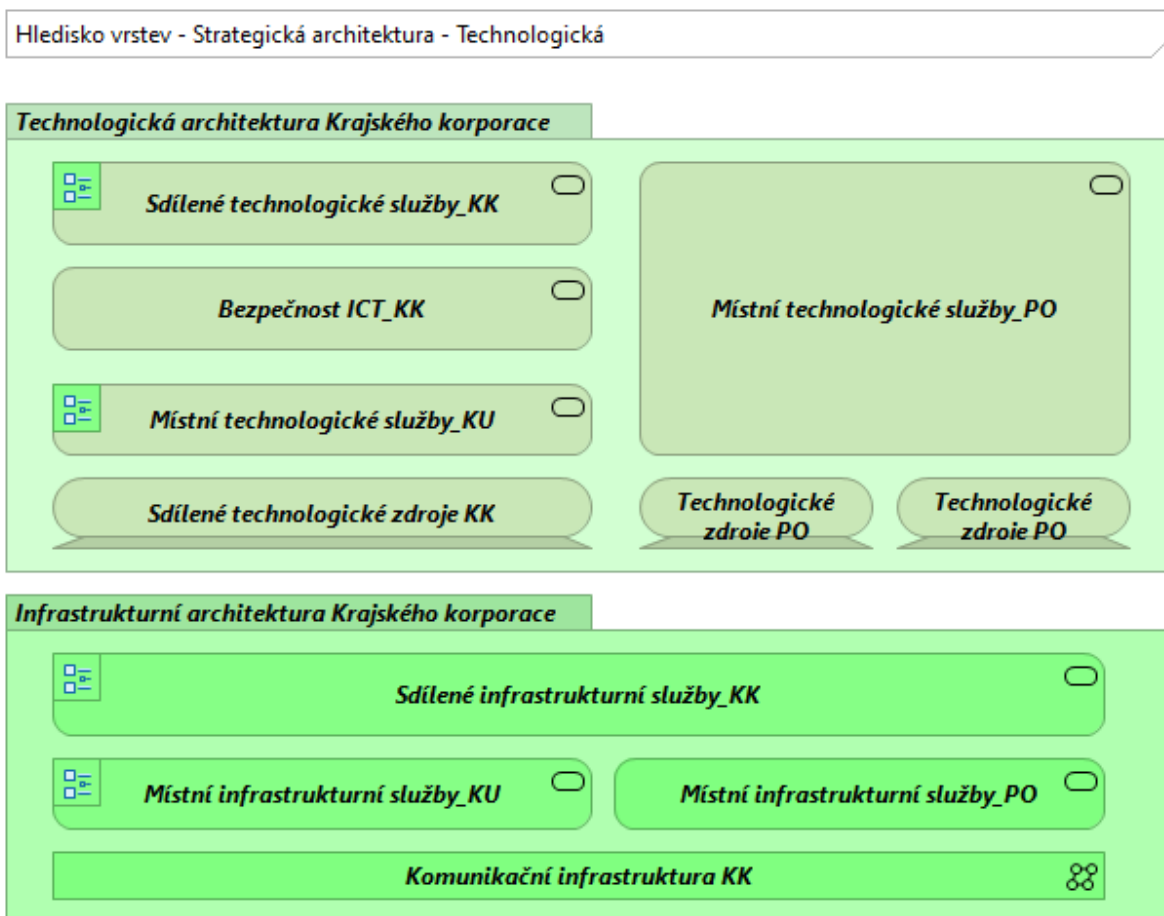 Hledisko vrstev - Strategická architektura - Technologická
Technologická architektura Krajského korporace
Sdílené technologické služby_KK
Bezpečnost ICT_KK
Místní technologické služby_PO
Místní technologické služby_KU
Sdílené technologické zdroje KK
Technologické
zdroje PO
Technologické
zdroje PO
Infrastrukturní architektura Krajského korporace
Sdílené infrastrukturní služby_KK
Místní infrastrukturní služby_KU
Místní infrastrukturní služby_PO
Komunikační infrastruktura KK